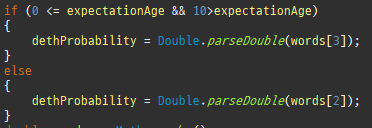 if (0 <= expectationAge && 10>expectationAge)
{
dethProbability = Double.parseDouble(words[3]);
}
else
{
dethProbability = Double.parseDouble(words[2]);
}